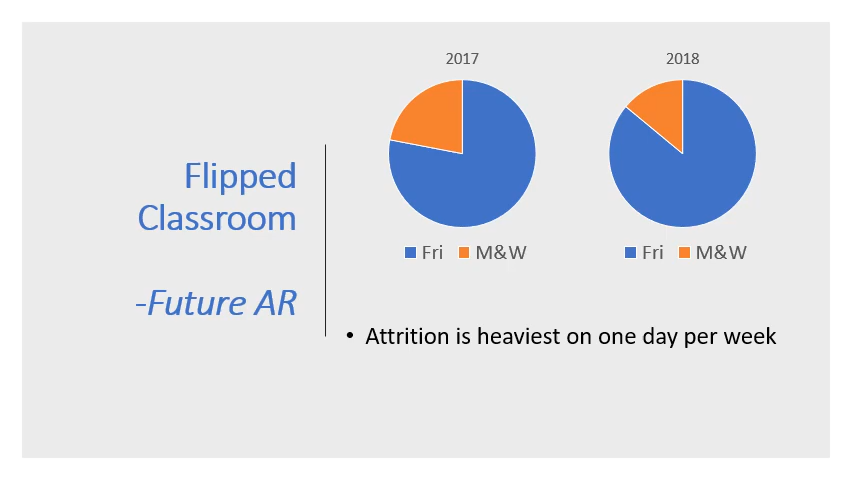 Flipped
Classroom
-Future AR
2017
Fri M&W
2018
Fri M&W
• Attrition is heaviest on one day per week